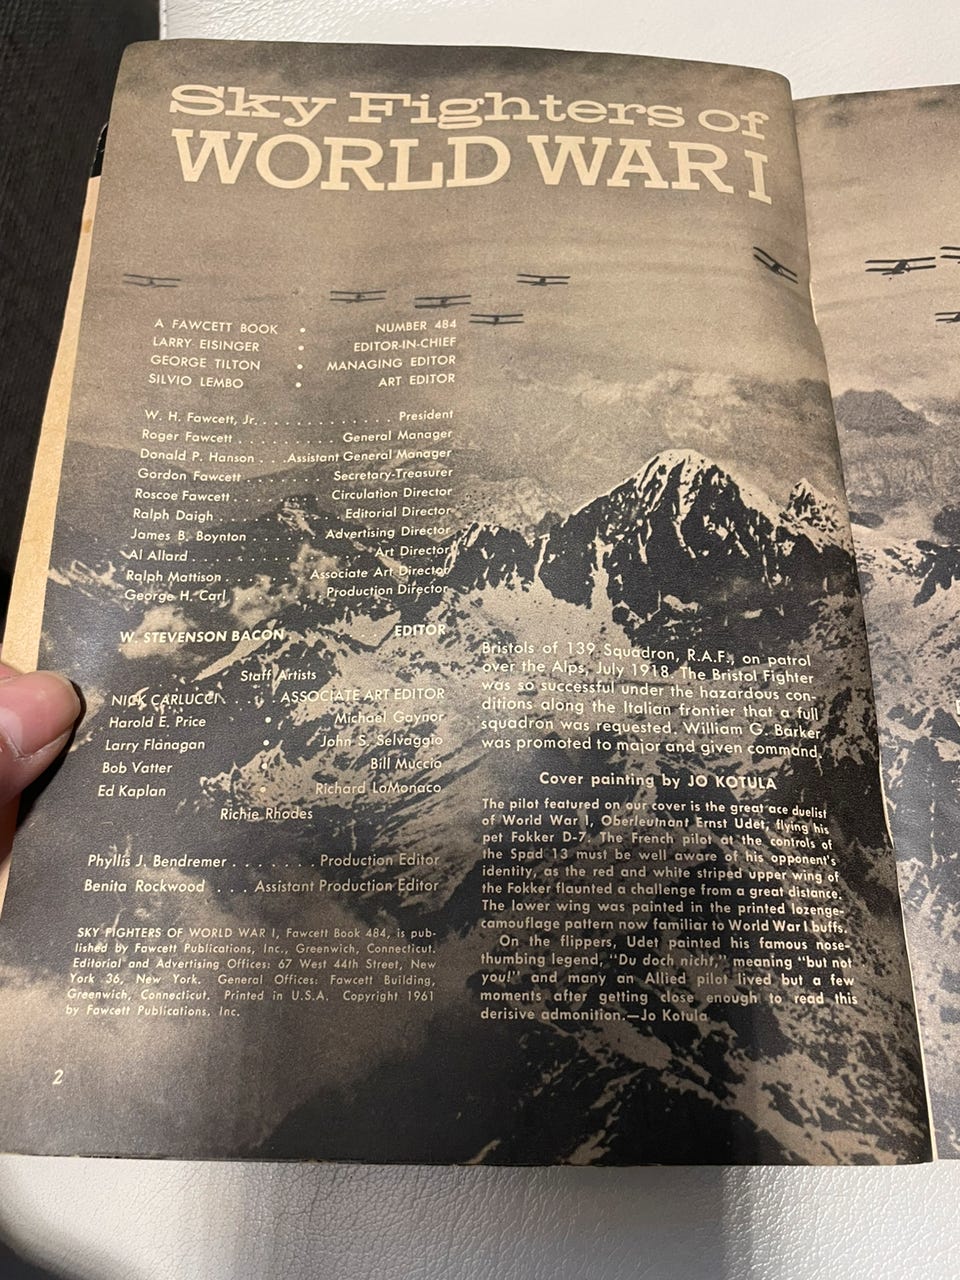 Sky Fighters of
WORLD WAR I
A FAWCETT BOOK • NUMBER 484
LARRY EISINGER • EDITOR-IN-CHIEF
GEORGE TILTON • MANAGING EDITOR
SILVIO LEMBO • ART EDITOR
W. H. Fawcett, Jr. . . . . . . . . . . . . . President
Roger Fawcett . . . . . . . . . . General Manager
Donald P. Hanson . . . Assistant General Manager
Gordon Fawcett . . . . . . . . Secretary-Treasurer
Roscoe Fawcett . . . . . . . . . Circulation Director
Ralph Daigh . . . . . . . . . . . . Editorial Director
James B. Boynton . . . . . . . Advertising Director
Al Allard . . . . . . . . . . . . . . . . . Art Director
Ralph Mattison . . . . . . . . Associate Art Director
George H. Carl . . . . . . . . . . Production Director
W. STEVENSON BACON . . . . . . . . . EDITOR
Staff Artists
NICK CARLUCCI . . . . ASSOCIATE ART EDITOR
Harold E. Price • Michael Gaynor
Larry Flanagan • John S. Selvaggio
Bob Vatter • Bill Muccio
Ed Kaplan • Richard LoMonaco
Richie Rhodes
Phyllis J. Bendremer . . . . . . . Production Editor
Benita Rockwood . . . Assistant Production Editor
SKY FIGHTERS OF WORLD WAR I, Fawcett Book 484, is pub-
lished by Fawcett Publications, Inc., Greenwich, Connecticut.
Editorial and Advertising Offices: 67 West 44th Street, New
York 36, New York. General Offices: Fawcett Building,
Greenwich, Connecticut. Printed in U.S.A. Copyright 1961
by Fawcett Publications, Inc.
2
Bristols of 139 Squadron, R.A.F., on patrol
over the Alps, July 1918. The Bristol Fighter
was so successful under the hazardous con-
ditions along the Italian frontier that a full
squadron was requested. William G. Barker
was promoted to major and given command.
Cover painting by JO KOTULA
The pilot featured on our cover is the great ace duelist
of World War I, Oberleutnant Ernst Udet, flying his
pet Fokker D-7. The French pilot at the controls of
the Spad 13 must be well aware of his opponent's
identity, as the red and white striped upper wing of
the Fokker flaunted a challenge from a great distance.
The lower wing was painted in the printed lozenge-
camouflage pattern now familiar to World War I buffs.
On the flippers, Udet painted his famous nose-
thumbing legend, "Du doch nicht," meaning "but not
you!" and many an Allied pilot lived but a few
moments after getting close enough to read this
derisive admonition.—Jo Kotula